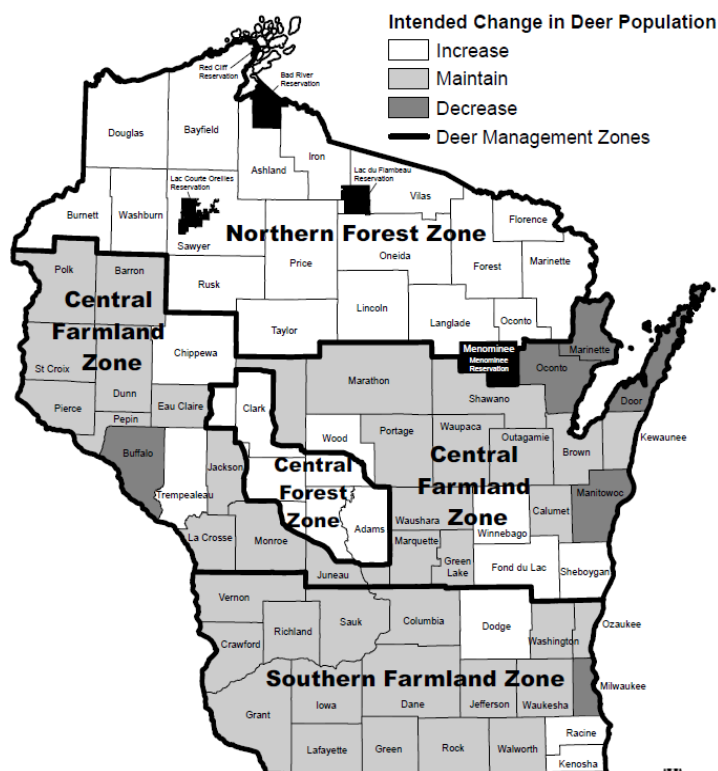 Intended Change in Deer Population
Increase
Maintain
Decrease
Deer Management Zones
Red Cliff
Reservation
Bad River
Reservation
Douglas
Bayfield
Ashland
Iron
Lac du Flambeau
Reservation
Vilas
Lac Courte Oreilles
Reservation
Burnett
Washburn
Sawyer
Florence
Northern Forest Zone
Price
Oneida
Forest
Marinette
Polk
Barron
Rusk
Lincoln
Langlade
Oconto
Taylor
Central
Farmland
Zone
Chippewa
St Croix
Dunn
Pierce
Pepin
Eau Claire
Menominee
Menominee
Reservation
Marinette
Oconto
Door
Marathon
Shawano
Clark
Wood
Portage
Waupaca
Outagamie
Brown
Kewaunee
Buffalo
Trempealeau
Jackson
Central
Forest
Zone
Adams
Central
Farmland
Zone
Waushara
Winnebago
Calumet
Manitowoc
La Crosse
Monroe
Juneau
Marquette
Green
Lake
Fond du Lac
Sheboygan
Vernon
Crawford
Richland
Sauk
Columbia
Dodge
Washington
Ozaukee
Southern Farmland Zone
Milwaukee
Grant
Iowa
Dane
Jefferson
Waukesha
Lafayette
Green
Rock
Walworth
Racine
Kenosha